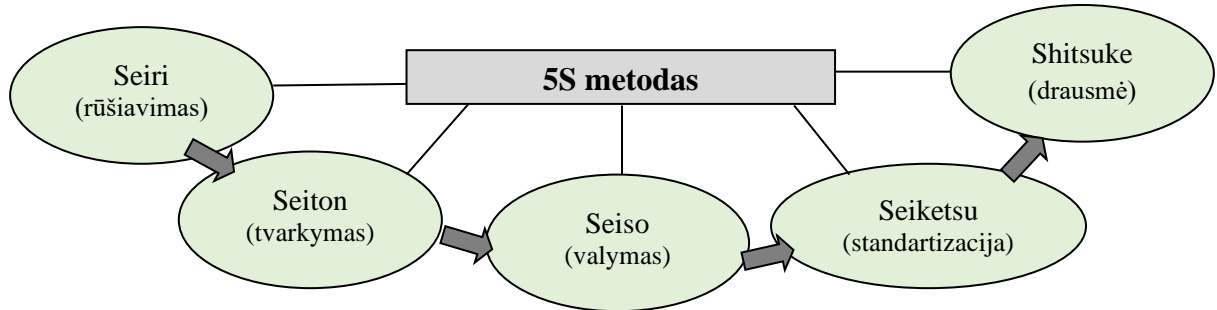 5S metodas
Seiri
(rūšiavimas)
Seiton
(tvarkymas)
Seiso
(valymas)
Seiketsu
(standartizacija)
Shitsuke
(drausmė)